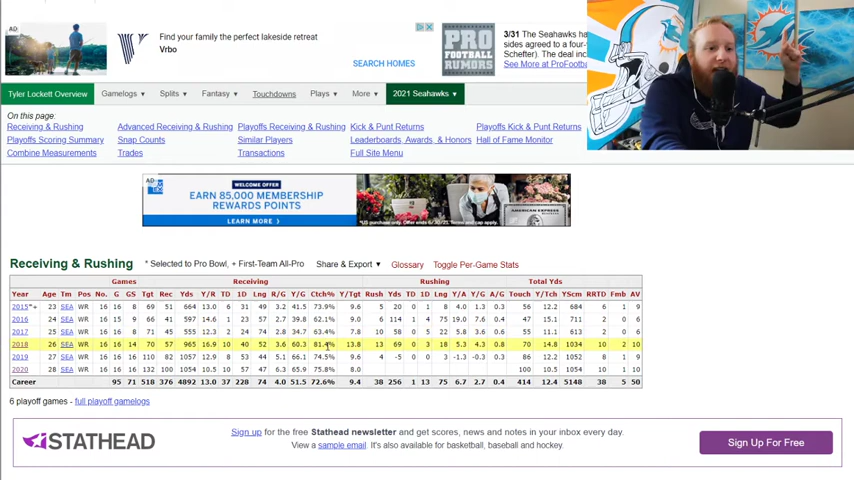 AD
Find your family the perfect lakeside retreat
Vrbo
SEARCH HOMES
PRO
FOOTBALL
RUMORS
3/31 The Seahawks ha
sides agreed to a four-
Schefter). The deal inc
See More at ProFootba
Tyler Lockett Overview Gamelogs ▼ Splits ▼ Fantasy ▼ Touchdowns Plays ▼ More ▼ 2021 Seahawks ▼
On this page:
Receiving & Rushing Advanced Receiving & Rushing Playoffs Receiving & Rushing Kick & Punt Returns Playoffs Kick & Punt Returns
Playoffs Scoring Summary Snap Counts Similar Players Leaderboards, Awards, & Honors Hall of Fame Monitor
Combine Measurements Trades Transactions Full Site Menu
AD
WELCOME OFFER
EARN 85,000 MEMBERSHIP
REWARDS POINTS
LEARN MORE >
AMERICAN EXPRESS
Receiving & Rushing * Selected to Pro Bowl, + First-Team All-Pro Share & Export ▼ Glossary Toggle Per-Game Stats
Games Receiving Rushing Total Yds
Year Age Tm Pos No. G GS Tgt Rec Yds Y/R TD 1D Lng R/G Y/G Ctch% Y/Tgt Rush Yds TD 1D Lng Y/A Y/G A/G Touch Y/Tch YScm RRTD Fmb AV
2015*+ 23 SEA WR 16 8 69 51 664 13.0 6 31 49 3.2 41.5 73.9% 9.6 5 20 0 1 8 4.0 1.3 0.3 56 12.2 684 6 1 9
2016 24 SEA WR 16 15 9 66 41 597 14.6 1 23 57 2.7 39.8 62.1% 9.0 6 114 1 4 75 19.0 7.6 0.4 47 15.1 711 2 0 6
2017 25 SEA WR 16 8 71 45 555 12.3 2 24 74 2.8 34.7 63.4% 7.8 10 58 0 5 22 5.8 3.6 0.6 55 11.1 613 2 0 6
2018 26 SEA WR 16 16 14 70 57 965 16.9 10 40 52 3.6 60.3 81.4% 13.8 13 69 0 3 18 5.3 4.3 0.8 70 14.8 1034 10 2 10
2019 27 SEA WR 16 16 16 110 82 1057 12.9 8 53 44 5.1 66.1 74.5% 9.6 4 -5 0 0 3 -1.3 -0.3 0.3 86 12.2 1052 8 1 9
2020 28 SEA WR 16 16 132 100 1054 10.5 10 57 47 6.3 65.9 75.8% 8.0 100 10.5 1054 10 1 10
Career 95 71 518 376 4892 13.0 37 228 74 4.0 51.5 72.6% 9.4 38 256 1 13 75 6.7 2.7 0.4 414 12.4 5148 38 5 50
6 playoff games - full playoff gamelogs
STATHEAD
Sign up for the free Stathead newsletter and get scores, news and notes in your inbox every day.
View a sample email. It's also available for basketball, baseball and hockey.
Sign Up For Free